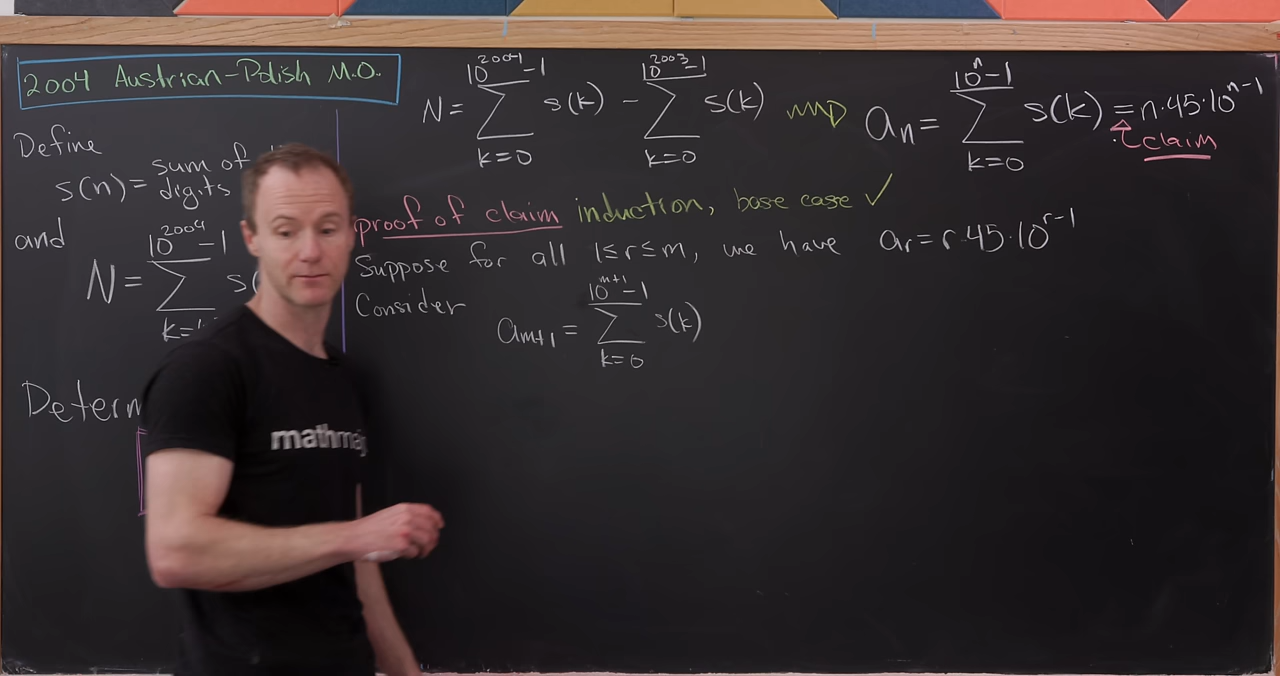 2004 Austrian-Polish M.O.
Define
s(n) = sum of
digits
and
N = ∑_{k=}^{10^{2004}-1} s(
Determ
N = ∑_{k=0}^{10^{2004}-1} s(k) - ∑_{k=0}^{10^{2003}-1} s(k) ⇝ a_n = ∑_{k=0}^{10^n-1} s(k) = n·45·10^{n-1}
claim
proof of claim induction, base case ✓
Suppose for all 1≤r≤m, we have a_r = r·45·10^{r-1}
Consider
a_{m+1} = ∑_{k=0}^{10^{m+1}-1} s(k)
mathmaj